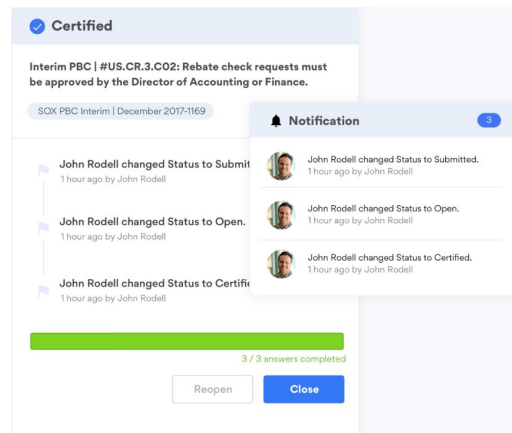 Certified
Interim PBC | #US.CR.3.C02: Rebate check requests must
be approved by the Director of Accounting or Finance.
SOX PBC Interim | December 2017-1169
John Rodell changed Status to Submit
1 hour ago by John Rodell
John Rodell changed Status to Open.
1 hour ago by John Rodell
John Rodell changed Status to Certifi
1 hour ago by John Rodell
3 / 3 answers completed
Reopen
Close
Notification
3
John Rodell changed Status to Submitted.
1 hour ago by John Rodell
John Rodell changed Status to Open.
1 hour ago by John Rodell
John Rodell changed Status to Certified.
1 hour ago by John Rodell